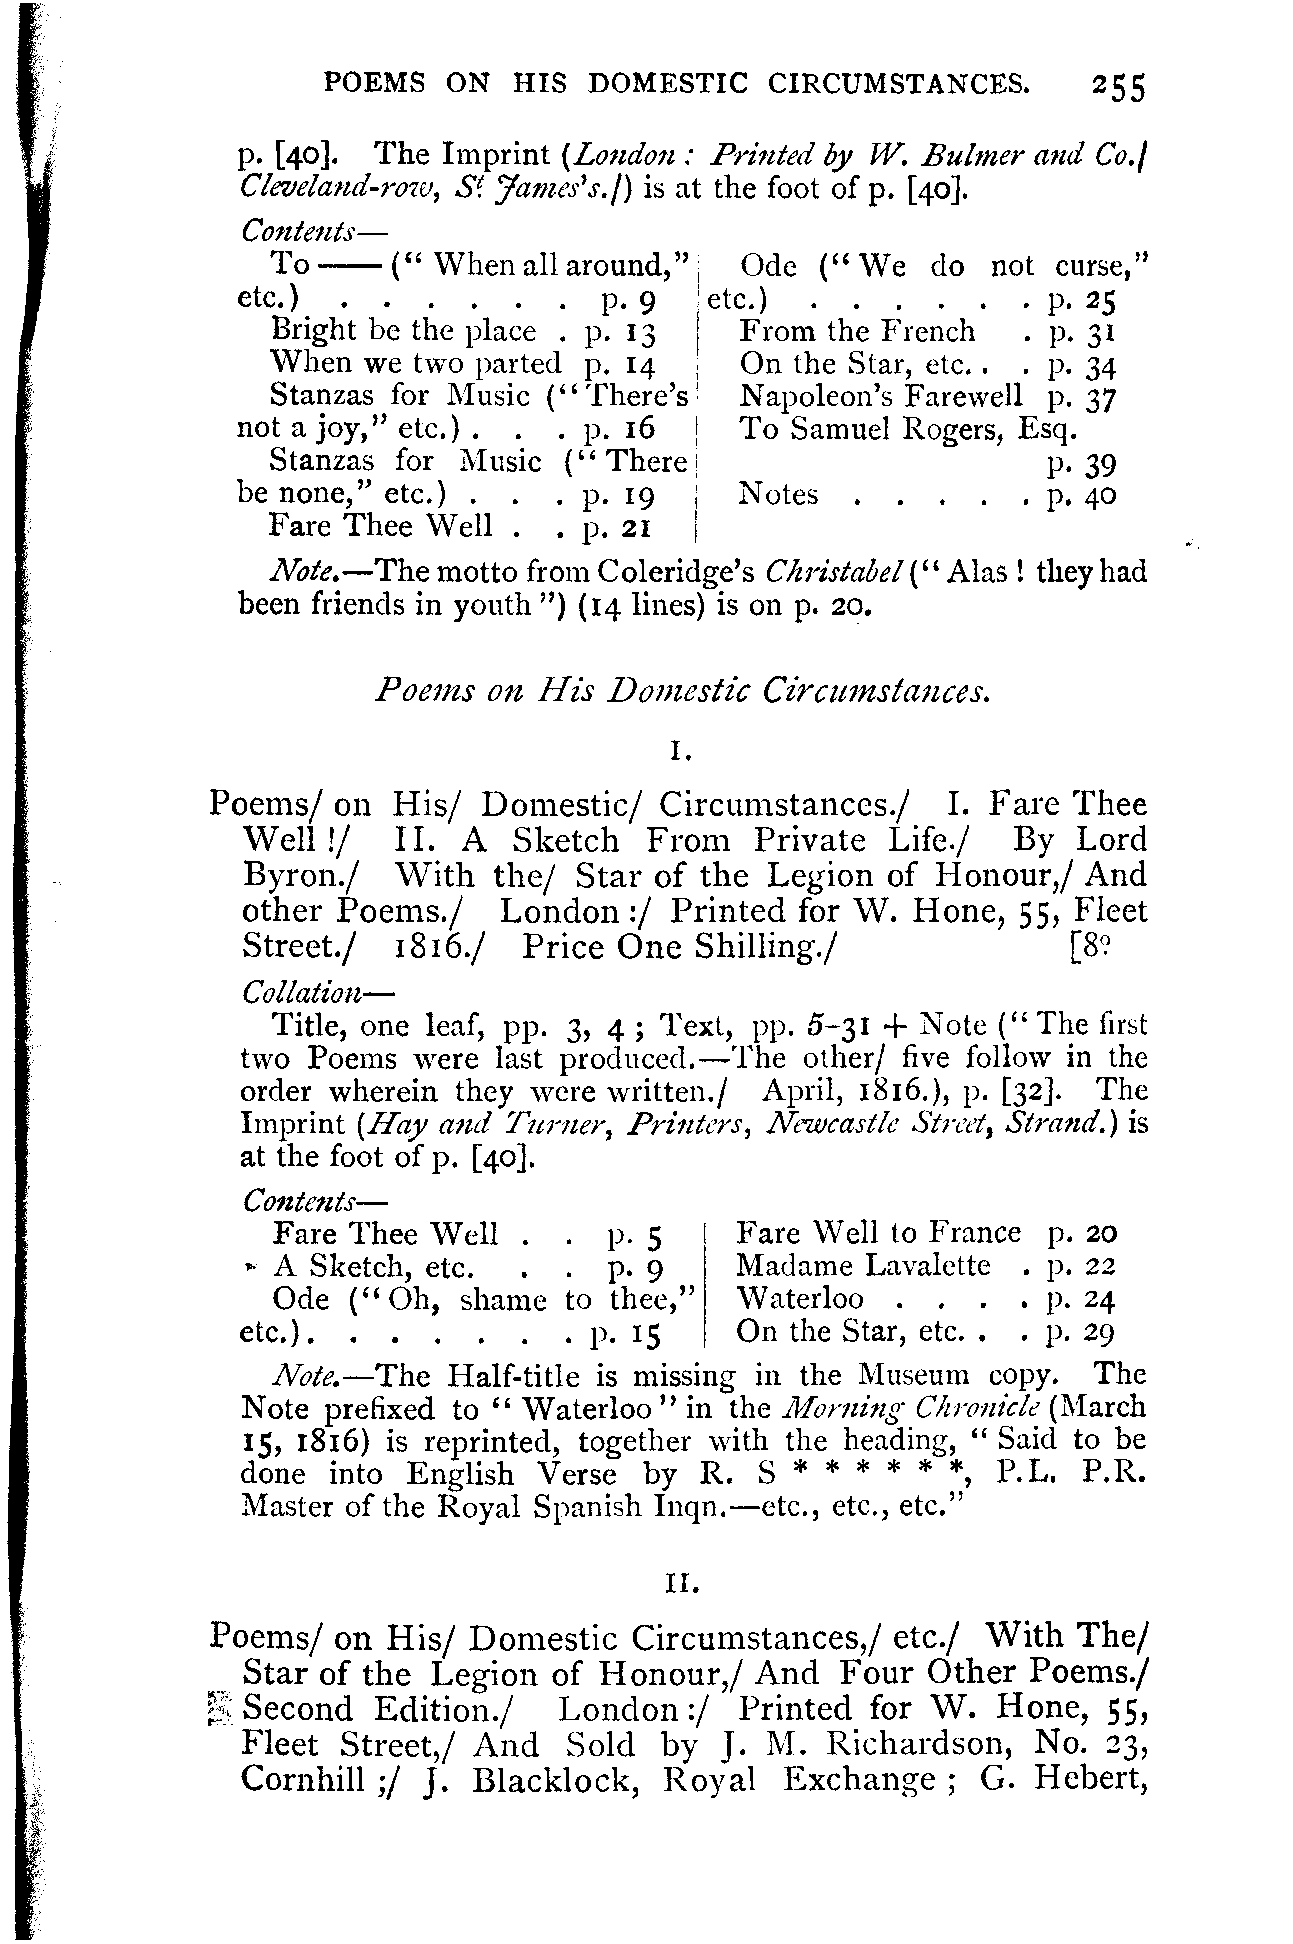 POEMS ON HIS DOMESTIC CIRCUMSTANCES. 255
p. [40]. The Imprint (London: Printed by W. Bulmer and Co./
Cleveland-row, St James's./) is at the foot of p. [40].
Contents—
To —— ("When all around,"
etc.) . . . . . . p. 9
Bright be the place . p. 13
When we two parted p. 14
Stanzas for Music ("There's
not a joy," etc.) . . . p. 16
Stanzas for Music ("There
be none," etc.) . . . p. 19
Fare Thee Well . . p. 21
Ode ("We do not curse,"
etc.) . . . . . . p. 25
From the French . p. 31
On the Star, etc. . . p. 34
Napoleon's Farewell p. 37
To Samuel Rogers, Esq.
p. 39
Notes . . . . . p. 40
Note.—The motto from Coleridge's Christabel ("Alas! they had
been friends in youth") (14 lines) is on p. 20.
Poems on His Domestic Circumstances.
I.
Poems/ on His/ Domestic/ Circumstances./ I. Fare Thee
Well!/ II. A Sketch From Private Life./ By Lord
Byron./ With the/ Star of the Legion of Honour,/ And
other Poems./ London:/ Printed for W. Hone, 55, Fleet
Street./ 1816./ Price One Shilling./ [8º
Collation—
Title, one leaf, pp. 3, 4; Text, pp. 5-31 + Note ("The first
two Poems were last produced.—The other/ five follow in the
order wherein they were written./ April, 1816.), p. [32]. The
Imprint (Hay and Turner, Printers, Newcastle Street, Strand.) is
at the foot of p. [40].
Contents—
Fare Thee Well . . p. 5
A Sketch, etc. . . p. 9
Ode ("Oh, shame to thee,"
etc.) . . . . . . . p. 15
Fare Well to France p. 20
Madame Lavalette . p. 22
Waterloo . . . . p. 24
On the Star, etc. . . p. 29
Note.—The Half-title is missing in the Museum copy. The
Note prefixed to "Waterloo" in the Morning Chronicle (March
15, 1816) is reprinted, together with the heading, "Said to be
done into English Verse by R. S * * * * * *, P.L. P.R.
Master of the Royal Spanish Inqn.—etc., etc., etc."
II.
Poems/ on His/ Domestic Circumstances,/ etc./ With The/
Star of the Legion of Honour,/ And Four Other Poems./
Second Edition./ London:/ Printed for W. Hone, 55,
Fleet Street,/ And Sold by J. M. Richardson, No. 23,
Cornhill;/ J. Blacklock, Royal Exchange; G. Hebert,